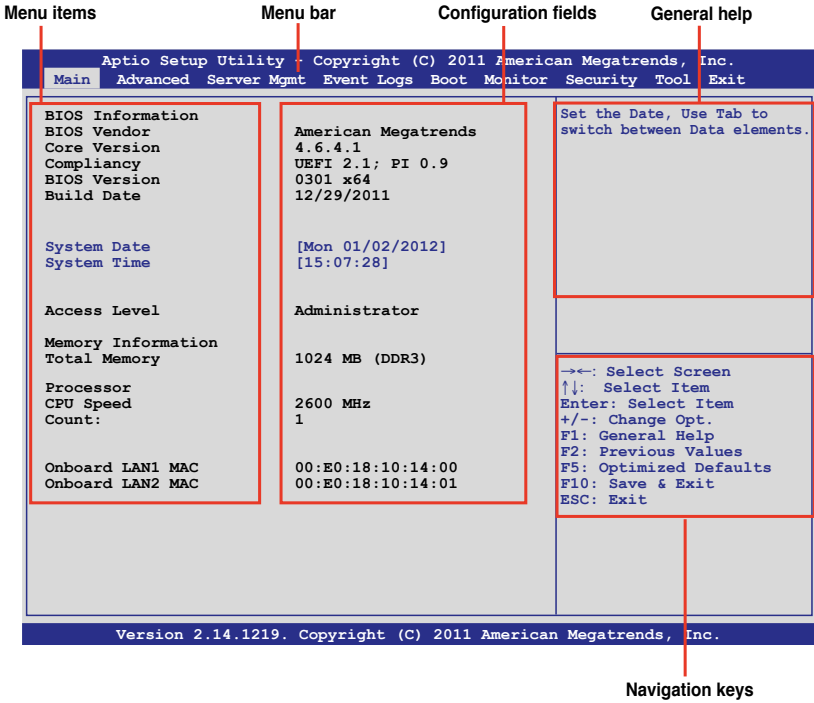 Menu items Menu bar Configuration fields General help
Aptio Setup Utility - Copyright (C) 2011 American Megatrends, Inc.
Main Advanced Server Mgmt Event Logs Boot Monitor Security Tool Exit
BIOS Information
BIOS Vendor American Megatrends
Core Version 4.6.4.1
Compliancy UEFI 2.1; PI 0.9
BIOS Version 0301 x64
Build Date 12/29/2011
System Date [Mon 01/02/2012]
System Time [15:07:28]
Access Level Administrator
Memory Information
Total Memory 1024 MB (DDR3)
Processor
CPU Speed 2600 MHz
Count: 1
Onboard LAN1 MAC 00:E0:18:10:14:00
Onboard LAN2 MAC 00:E0:18:10:14:01
Set the Date, Use Tab to
switch between Data elements.
→←: Select Screen
↑↓: Select Item
Enter: Select Item
+/-: Change Opt.
F1: General Help
F2: Previous Values
F5: Optimized Defaults
F10: Save & Exit
ESC: Exit
Version 2.14.1219. Copyright (C) 2011 American Megatrends, Inc.
Navigation keys